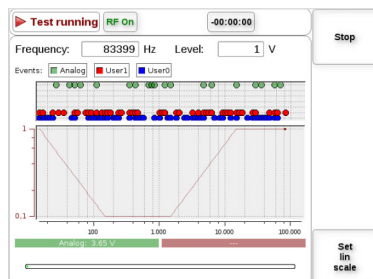 Test running RF On -00:00:00
Stop
Frequency: 83399 Hz Level: 1 V
Events: Analog User1 User0
1
0,1
100 1.000 10.000 100.000
Analog: 3.65 V ---
Set
lin
scale